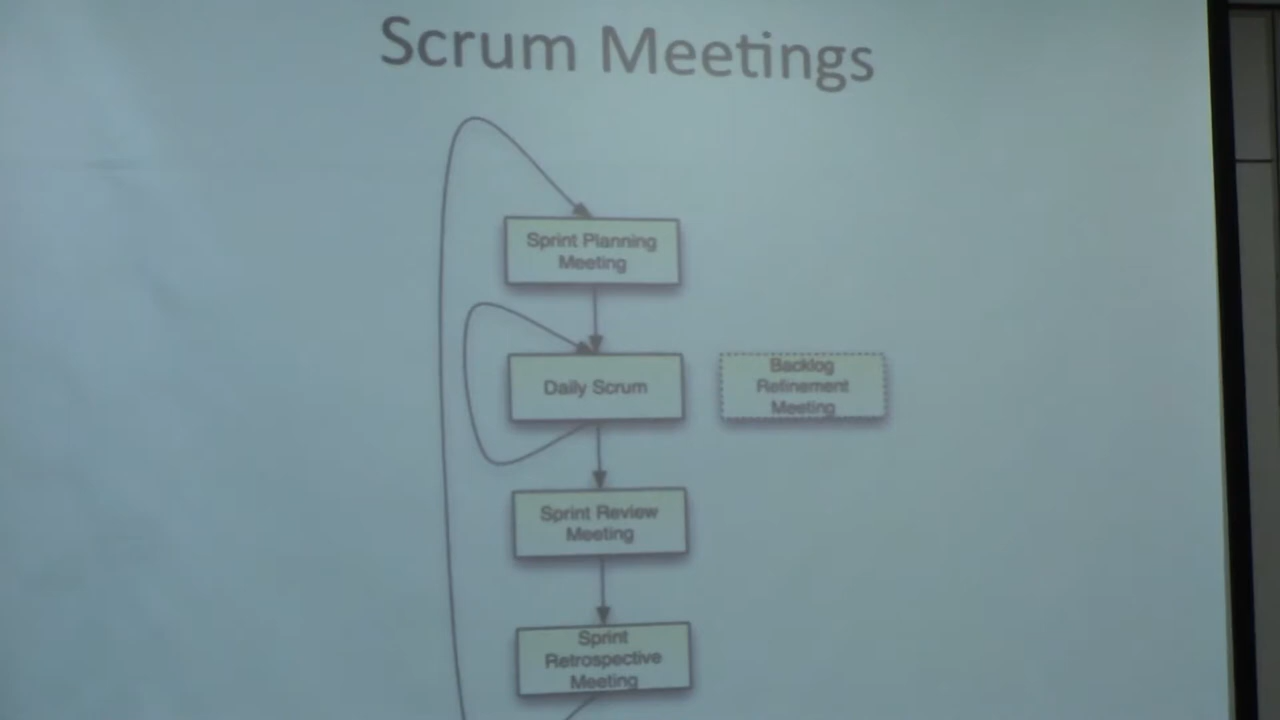 Scrum Meetings
Sprint Planning
Meeting
Daily Scrum
Backlog
Refinement
Meeting
Sprint Review
Meeting
Sprint
Retrospective
Meeting